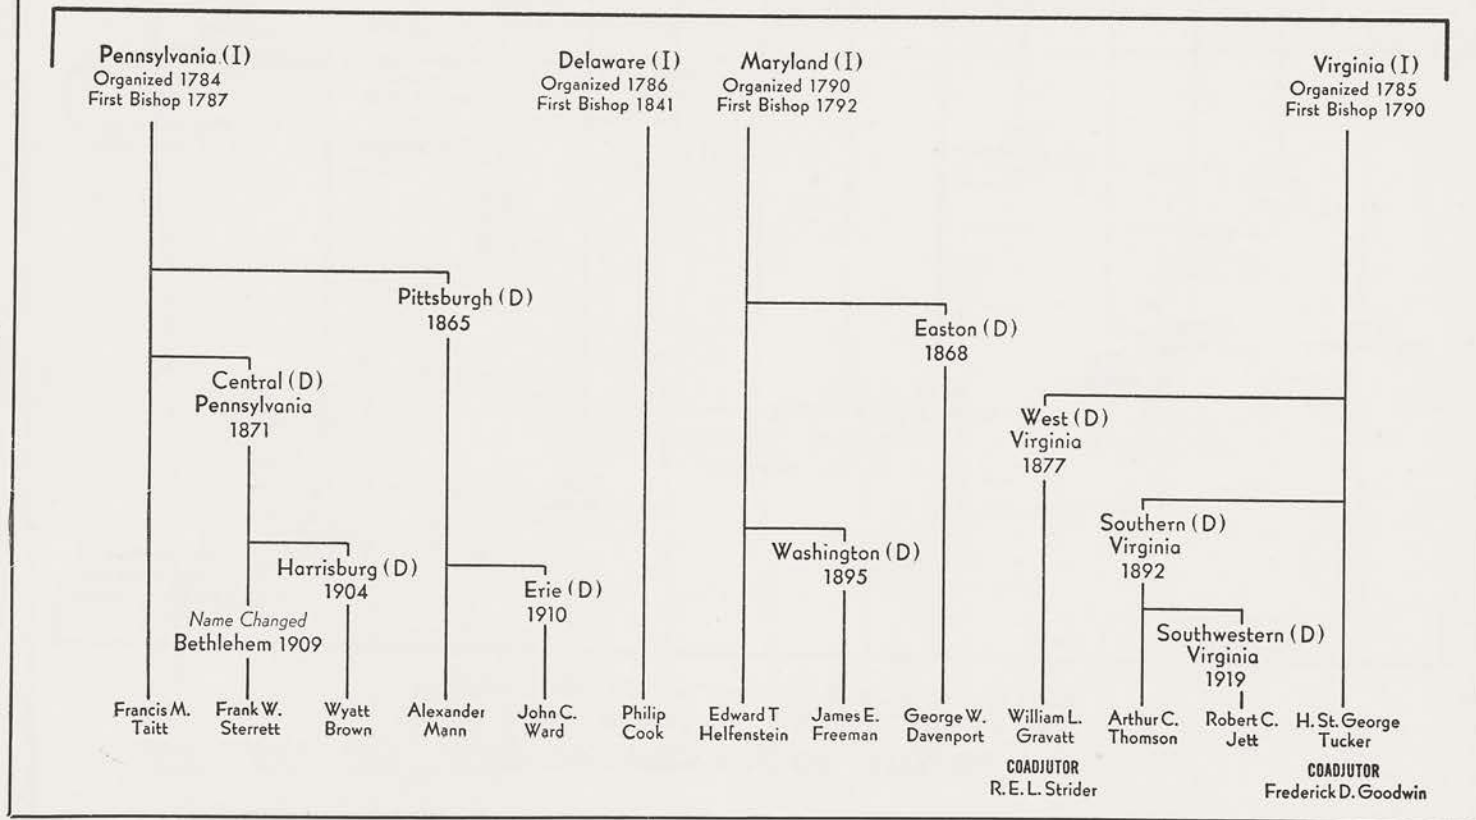 Pennsylvania (I)
Organized 1784
First Bishop 1787
Delaware (I)
Organized 1786
First Bishop 1841
Maryland (I)
Organized 1790
First Bishop 1792
Virginia (I)
Organized 1785
First Bishop 1790
Pittsburgh (D)
1865
Easton (D)
1868
Central (D)
Pennsylvania
1871
West (D)
Virginia
1877
Southern (D)
Virginia
1892
Washington (D)
1895
Harrisburg (D)
1904
Erie (D)
1910
Name Changed
Bethlehem 1909
Southwestern (D)
Virginia
1919
Francis M.
Taitt
Frank W.
Sterrett
Wyatt
Brown
Alexander
Mann
John C.
Ward
Philip
Cook
Edward T
Helfenstein
James E.
Freeman
George W.
Davenport
William L.
Gravatt
COADJUTOR
R. E. L. Strider
Arthur C.
Thomson
Robert C.
Jett
H. St. George
Tucker
COADJUTOR
Frederick D. Goodwin